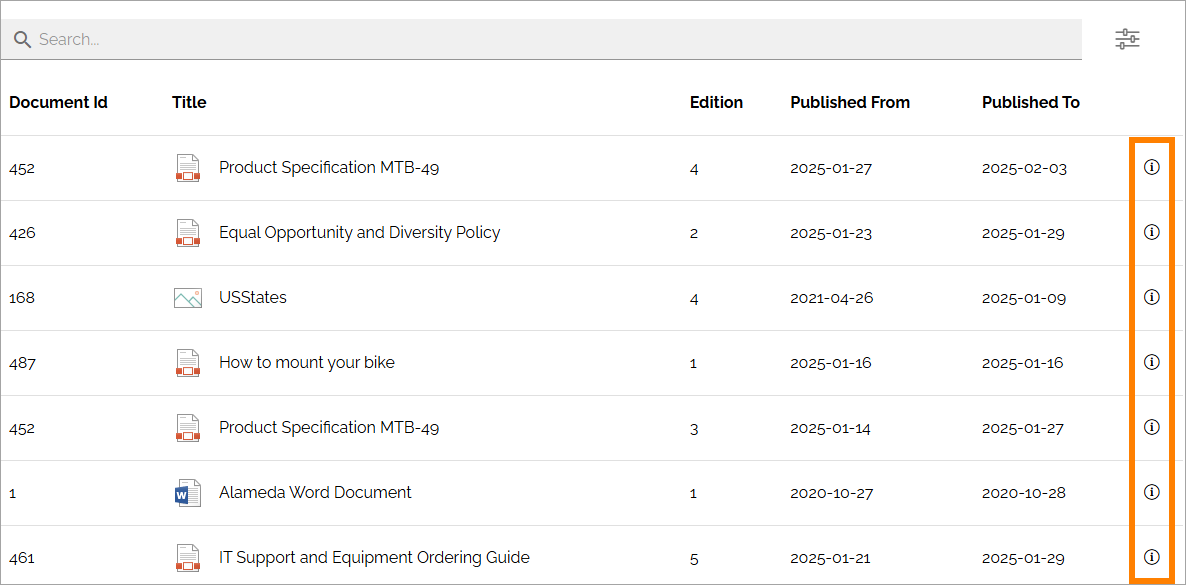 Search...
Document Id Title Edition Published From Published To
452 Product Specification MTB-49 4 2025-01-27 2025-02-03
426 Equal Opportunity and Diversity Policy 2 2025-01-23 2025-01-29
168 USStates 4 2021-04-26 2025-01-09
487 How to mount your bike 1 2025-01-16 2025-01-16
452 Product Specification MTB-49 3 2025-01-14 2025-01-27
1 W Alameda Word Document 1 2020-10-27 2020-10-28
461 IT Support and Equipment Ordering Guide 5 2025-01-21 2025-01-29